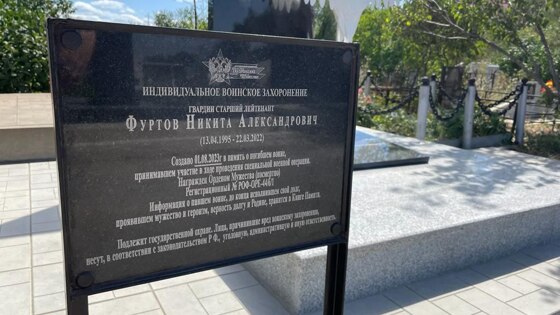 ИНДИВИДУАЛЬНОЕ ВОИНСКОЕ ЗАХОРОНЕНИЕ
ГВАРДИИ СТАРШИЙ ЛЕЙТЕНАНТ
ФУРТОВ НИКИТА АЛЕКСАНДРОВИЧ
(13.04.1995 - 22.03.2022)
Создано 01.08.2023г в память о погибшем воине,
принимавшем участие в ходе проведения специальной военной операции.
Награжден Орденом Мужества (посмертно)
Регистрационный № РОФ-ОРЕ-446/1
Информация о павшем воине, до конца исполнившем свой долг,
проявившем мужество и героизм, верность долгу и Родине, хранится в Книге Памяти.
Подлежит государственной охране. Лица, причинившие вред воинскому захоронению,
несут, в соответствии с законодательством Р Ф, уголовную, административную и иную ответственность.